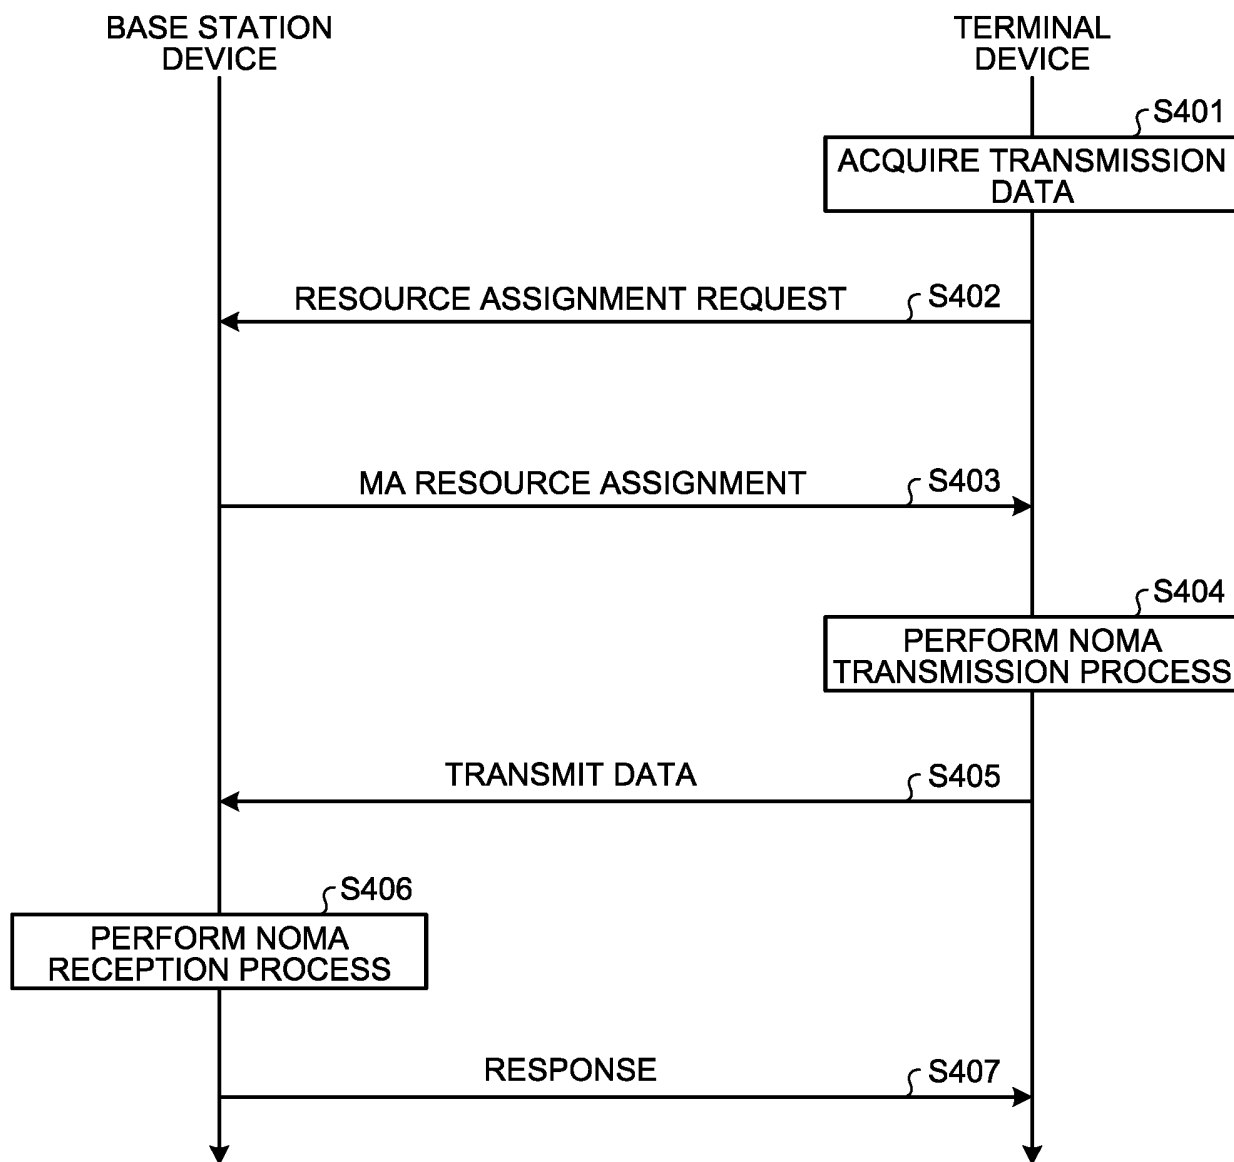 BASE STATION
DEVICE
TERMINAL
DEVICE
S401
ACQUIRE TRANSMISSION
DATA
RESOURCE ASSIGNMENT REQUEST
S402
MA RESOURCE ASSIGNMENT
S403
S404
PERFORM NOMA
TRANSMISSION PROCESS
TRANSMIT DATA
S405
S406
PERFORM NOMA
RECEPTION PROCESS
RESPONSE
S407